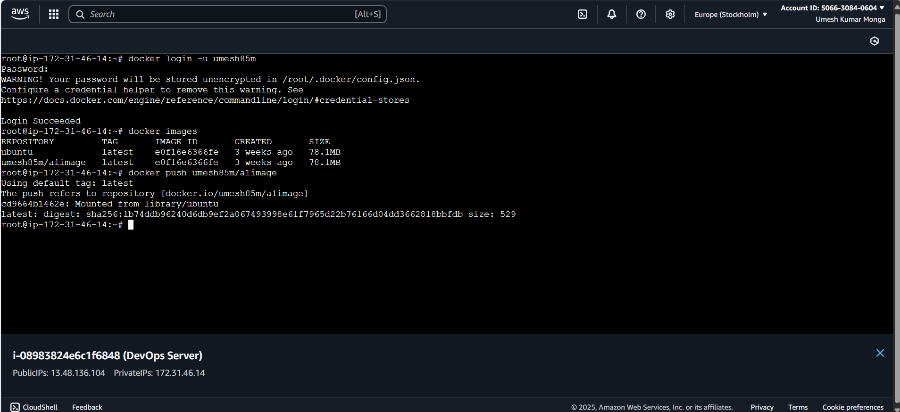 aws
Search [Alt+S]
Europe (Stockholm)
Account ID: 5066-3084-0604
Umesh Kumar Monga
root@ip-172-31-46-14:~# docker login -u umesh85m
Password:
WARNING! Your password will be stored unencrypted in /root/.docker/config.json.
Configure a credential helper to remove this warning. See
https://docs.docker.com/engine/reference/commandline/login/#credential-stores
Login Succeeded
root@ip-172-31-46-14:~# docker images
REPOSITORY TAG IMAGE ID CREATED SIZE
ubuntu latest e0f16e6366fe 3 weeks ago 78.1MB
umesh85m/alimage latest e0f16e6366fe 3 weeks ago 78.1MB
root@ip-172-31-46-14:~# docker push umesh85m/alimage
Using default tag: latest
The push refers to repository [docker.io/umesh85m/alimage]
cd9664b1462e: Mounted from library/ubuntu
latest: digest: sha256:1b74ddb96240d6db9ef2a067493998e61f7965d22b76166d04dd3662818bbfdb size: 529
root@ip-172-31-46-14:~#
i-08983824e6c1f6848 (DevOps Server)
PublicIPs: 13.48.136.104 PrivateIPs: 172.31.46.14
CloudShell Feedback © 2025, Amazon Web Services, Inc. or its affiliates. Privacy Terms Cookie preferences